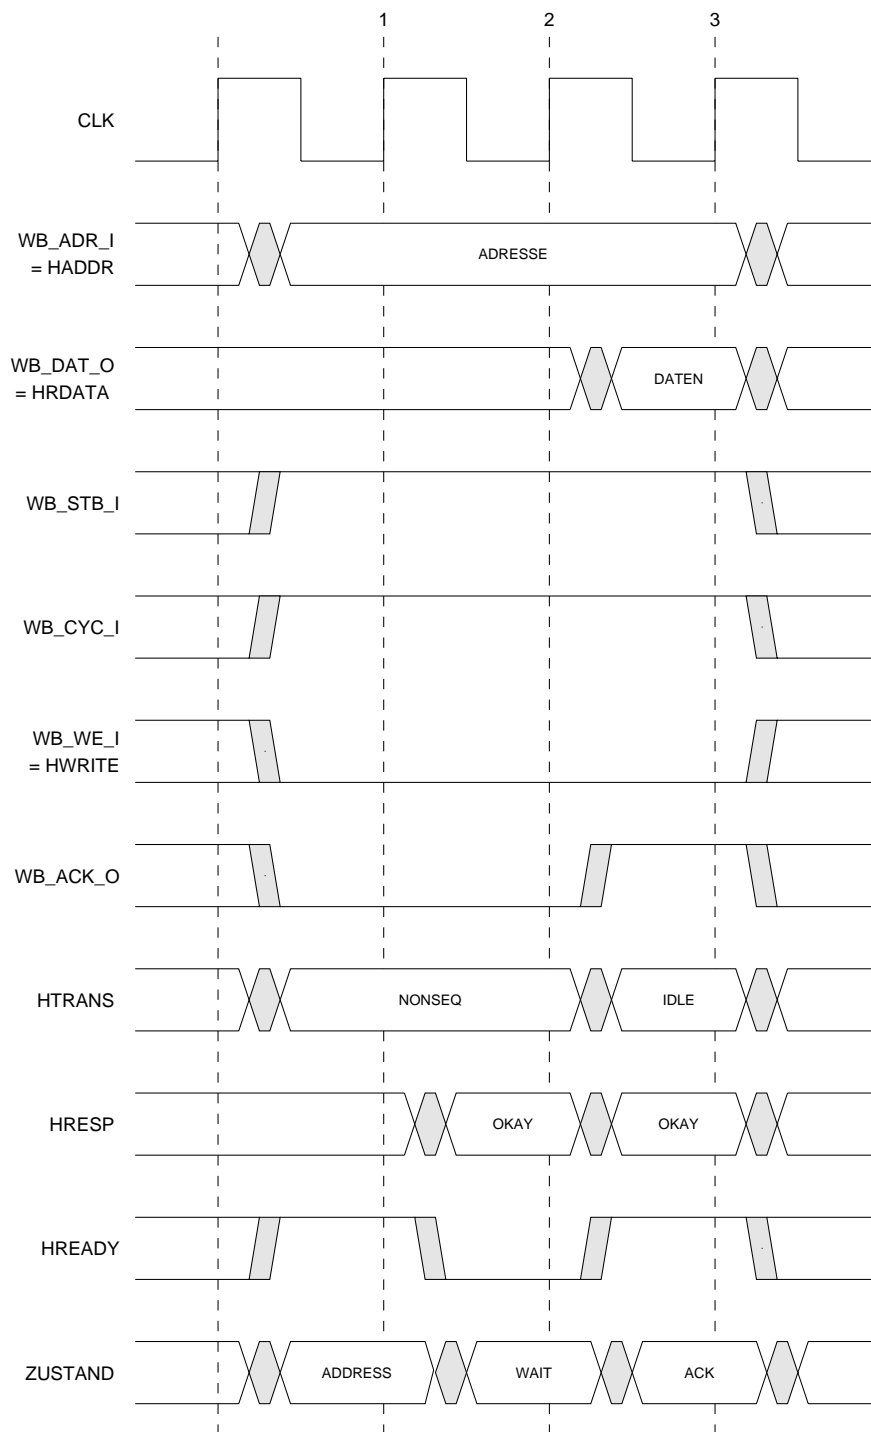 1 2 3
CLK
WB_ADR_I
= HADDR
ADRESSE
WB_DAT_O
= HRDATA
DATEN
WB_STB_I
WB_CYC_I
WB_WE_I
= HWRITE
WB_ACK_O
HTRANS
NONSEQ
IDLE
HRESP
OKAY
OKAY
HREADY
ZUSTAND
ADDRESS
WAIT
ACK